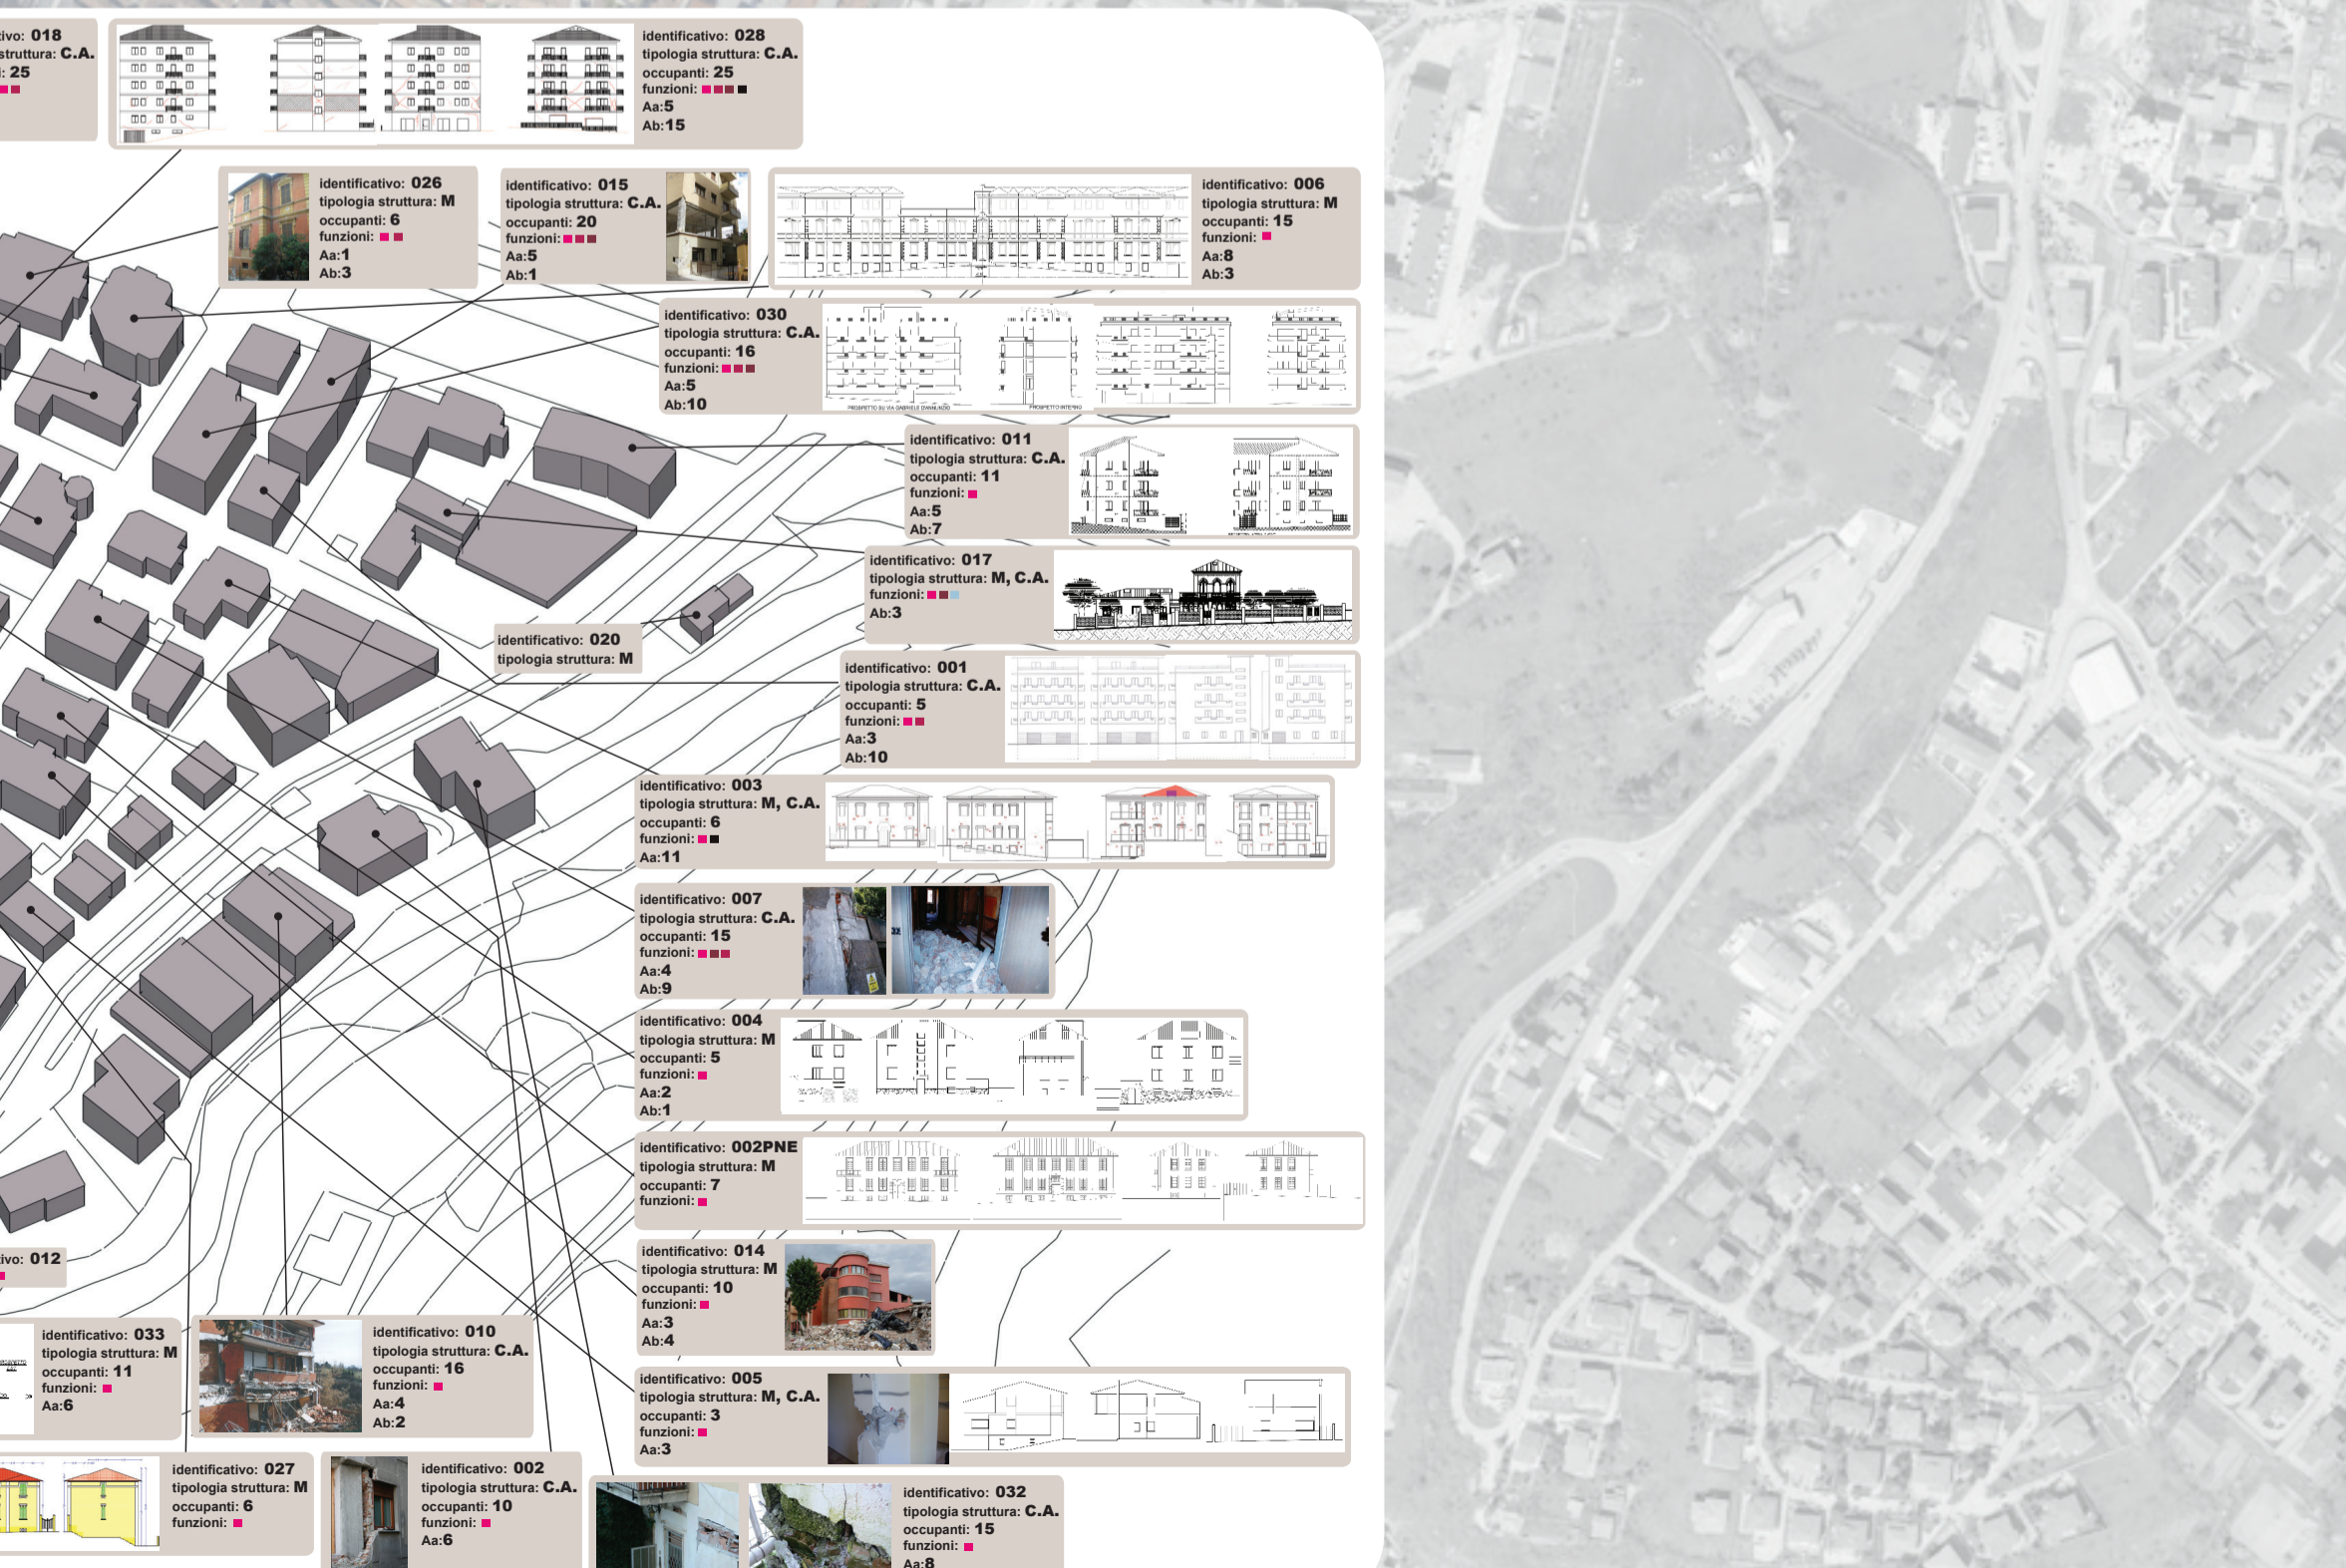 ivo: 018
struttura: C.A.
i: 25
identificativo: 028
tipologia struttura: C.A.
occupanti: 25
funzioni:
Aa:5
Ab:15
identificativo: 026
tipologia struttura: M
occupanti: 6
funzioni:
Aa:1
Ab:3
identificativo: 015
tipologia struttura: C.A.
occupanti: 20
funzioni:
Aa:5
Ab:1
identificativo: 006
tipologia struttura: M
occupanti: 15
funzioni:
Aa:8
Ab:3
identificativo: 030
tipologia struttura: C.A.
occupanti: 16
funzioni:
Aa:5
Ab:10
PROSPETTO SU VIA GABRIELE D'ANNUNZIO
PROSPETTO INTERNO
identificativo: 011
tipologia struttura: C.A.
occupanti: 11
funzioni:
Aa:5
Ab:7
identificativo: 017
tipologia struttura: M, C.A.
funzioni:
Ab:3
identificativo: 020
tipologia struttura: M
identificativo: 001
tipologia struttura: C.A.
occupanti: 5
funzioni:
Aa:3
Ab:10
identificativo: 003
tipologia struttura: M, C.A.
occupanti: 6
funzioni:
Aa:11
identificativo: 007
tipologia struttura: C.A.
occupanti: 15
funzioni:
Aa:4
Ab:9
identificativo: 004
tipologia struttura: M
occupanti: 5
funzioni:
Aa:2
Ab:1
identificativo: 002PNE
tipologia struttura: M
occupanti: 7
funzioni:
identificativo: 014
tipologia struttura: M
occupanti: 10
funzioni:
Aa:3
Ab:4
ivo: 012
identificativo: 033
tipologia struttura: M
occupanti: 11
funzioni:
Aa:6
identificativo: 010
tipologia struttura: C.A.
occupanti: 16
funzioni:
Aa:4
Ab:2
identificativo: 005
tipologia struttura: M, C.A.
occupanti: 3
funzioni:
Aa:3
identificativo: 027
tipologia struttura: M
occupanti: 6
funzioni:
identificativo: 002
tipologia struttura: C.A.
occupanti: 10
funzioni:
Aa:6
identificativo: 032
tipologia struttura: C.A.
occupanti: 15
funzioni:
Aa:8